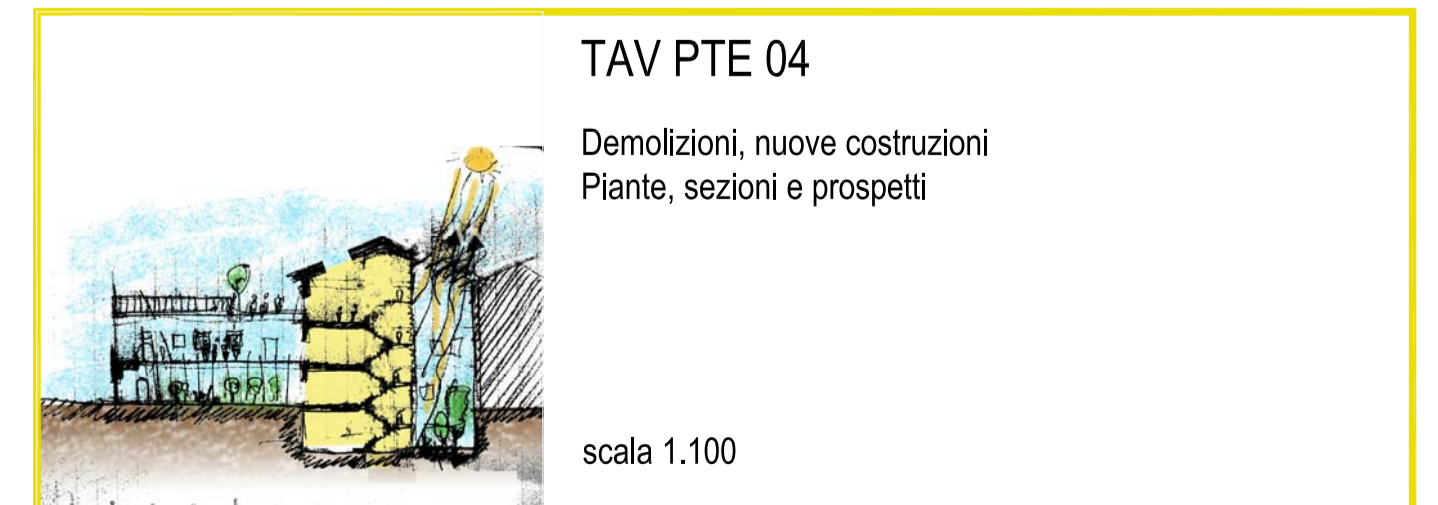 TAV PTE 04
Demolizioni, nuove costruzioni
Piante, sezioni e prospetti
scala 1.100